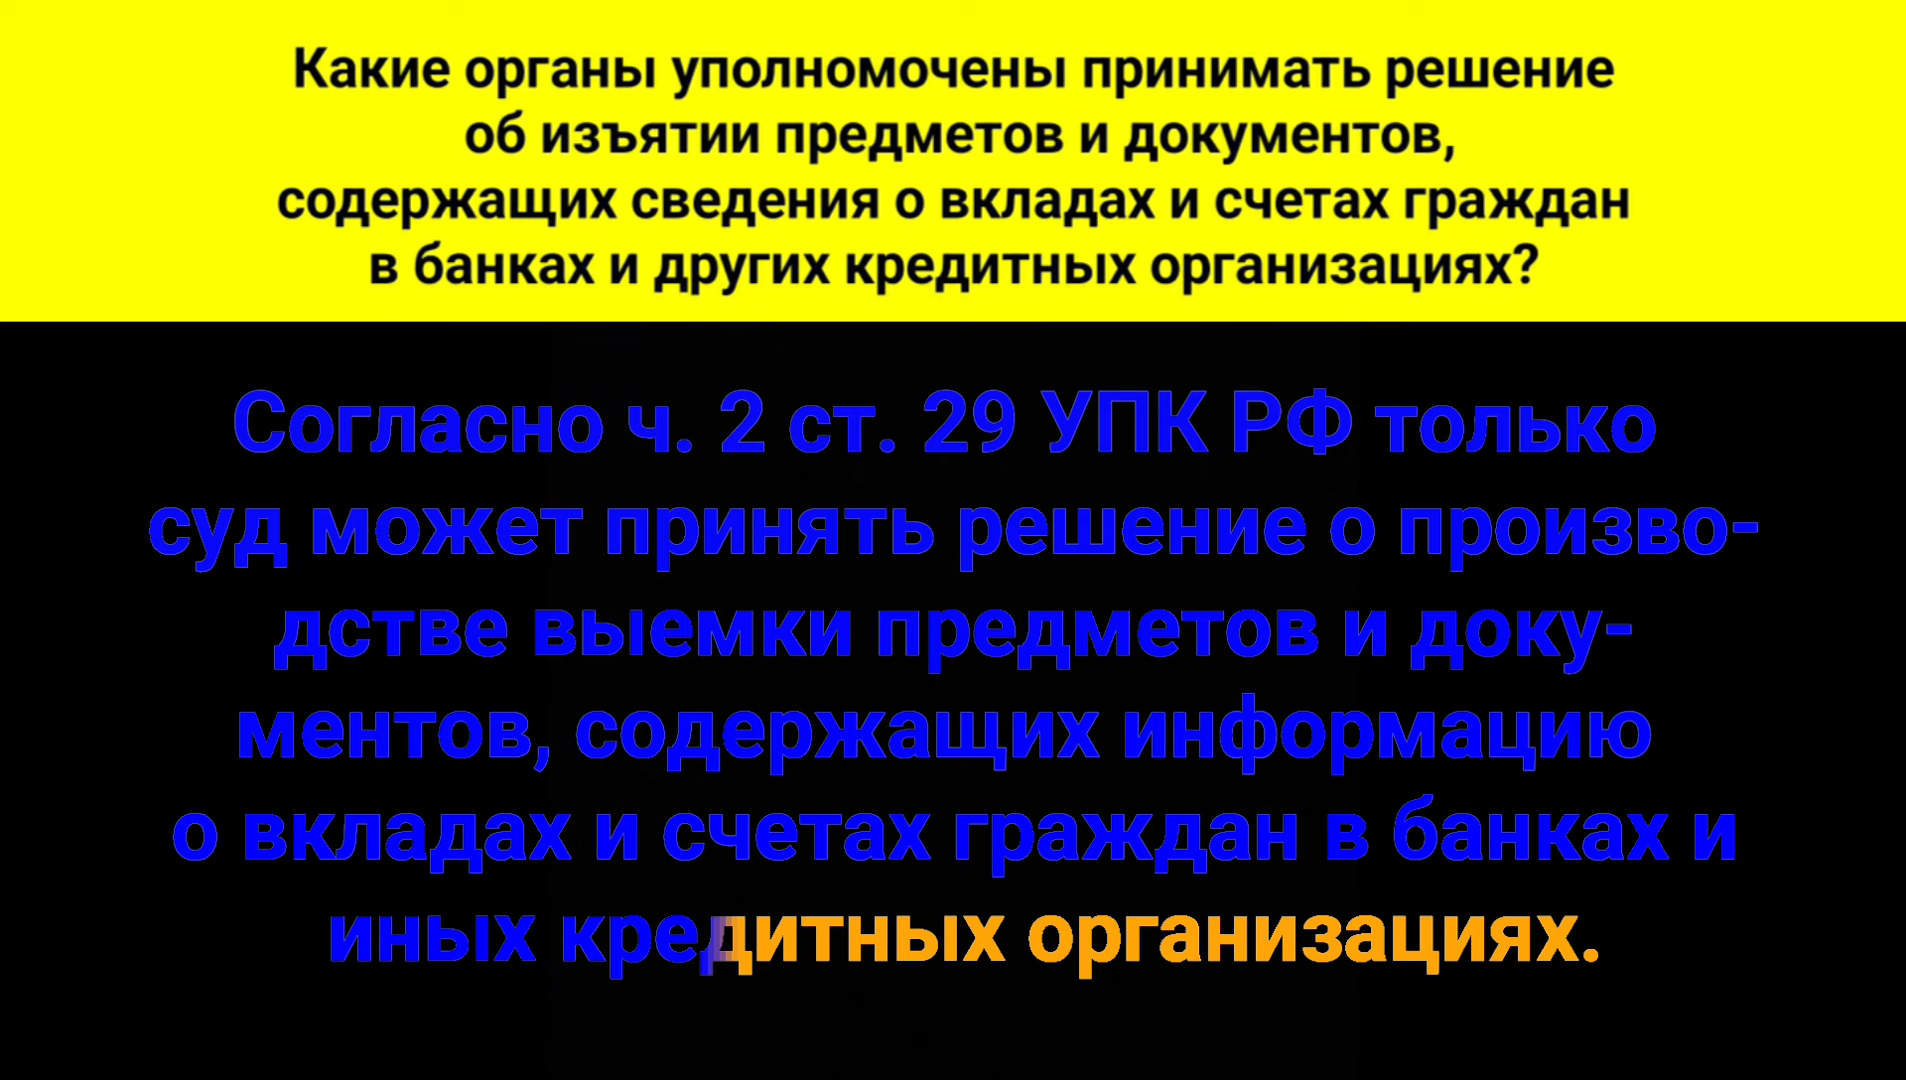 Какие органы уполномочены принимать решение
об изъятии предметов и документов,
содержащих сведения о вкладах и счетах граждан
в банках и других кредитных организациях?
Согласно ч. 2 ст. 29 УПК РФ только
суд может принять решение о произво-
дстве выемки предметов и доку-
ментов, содержащих информацию
о вкладах и счетах граждан в банках и
иных кредитных организациях.